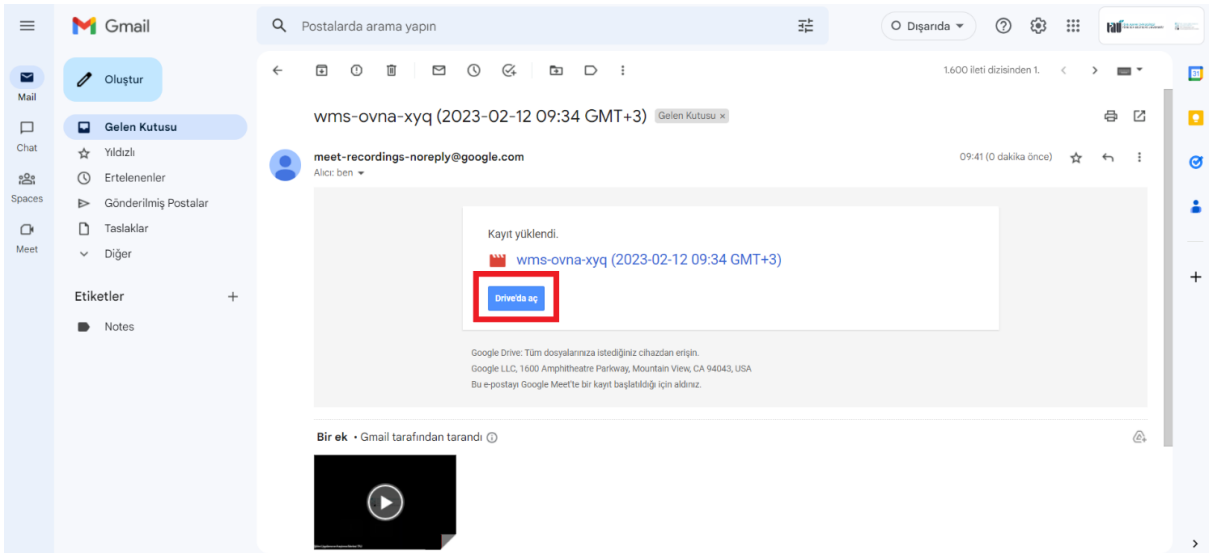 Gmail
Postalarda arama yapın
Dışarıda
Mail
Chat
Spaces
Meet
Oluştur
Gelen Kutusu
Yıldızlı
Ertelenenler
Gönderilmiş Postalar
Taslaklar
Diğer
Etiketler
Notes
1.600 ileti dizisinden 1.
wms-ovna-xyq (2023-02-12 09:34 GMT+3) Gelen Kutusu ×
meet-recordings-noreply@google.com
09:41 (0 dakika önce)
Alıcı: ben
Kayıt yüklendi.
wms-ovna-xyq (2023-02-12 09:34 GMT+3)
Drive'da aç
Google Drive: Tüm dosyalarınıza istediğiniz cihazdan erişin.
Google LLC, 1600 Amphitheatre Parkway, Mountain View, CA 94043, USA
Bu e-postayı Google Meet'te bir kayıt başlatıldığı için aldınız.
Bir ek • Gmail tarafından tarandı
31